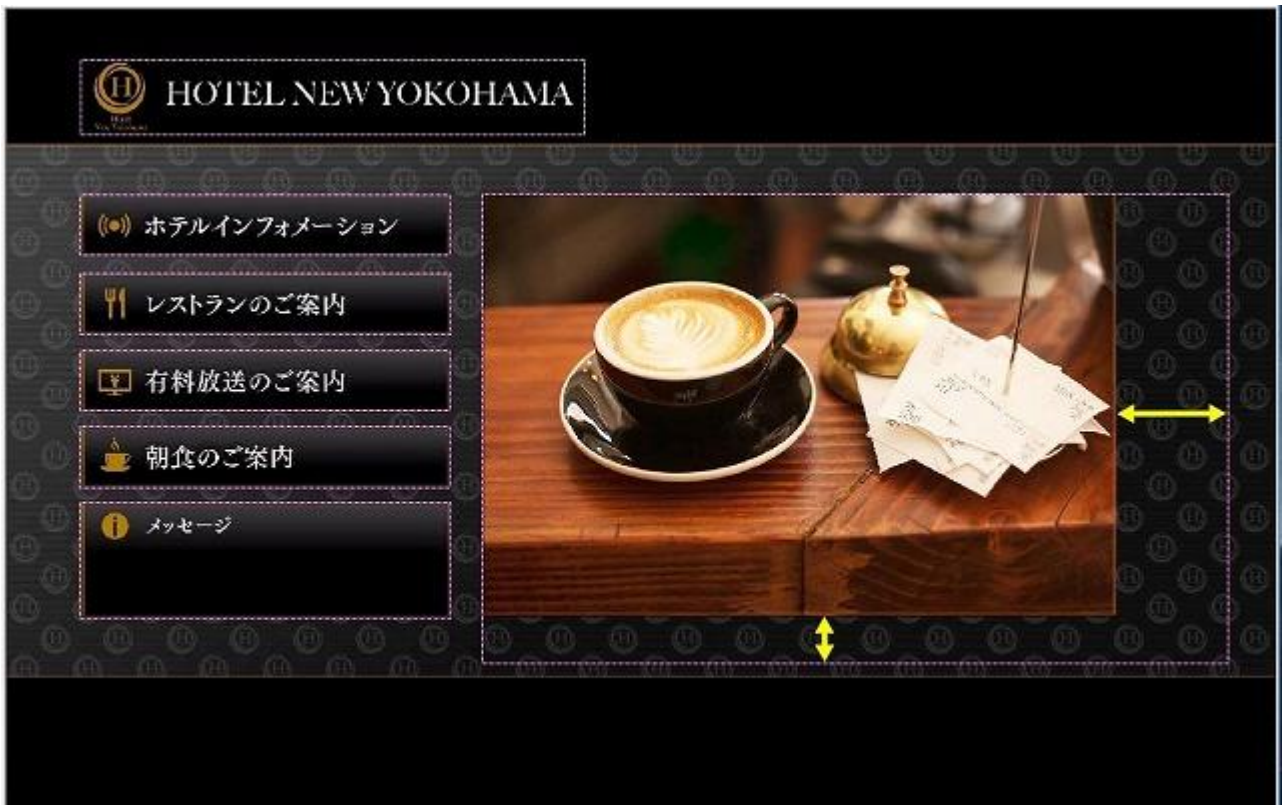 HOTEL NEW YOKOHAMA
ホテルインフォメーション
レストランのご案内
有料放送のご案内
朝食のご案内
メッセージ